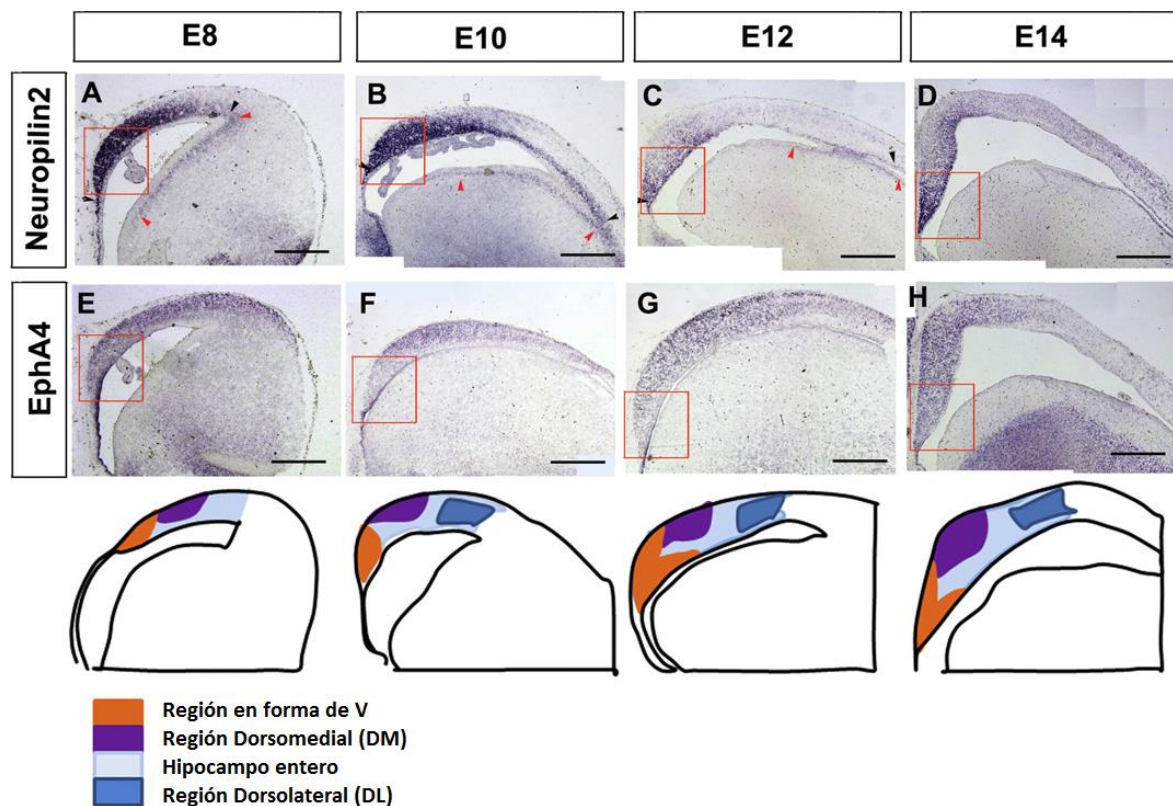 E8
E10
E12
E14
Neuropilin2
A
B
C
D
EphA4
E
F
G
H
Región en forma de V
Región Dorsomedial (DM)
Hipocampo entero
Región Dorsolateral (DL)